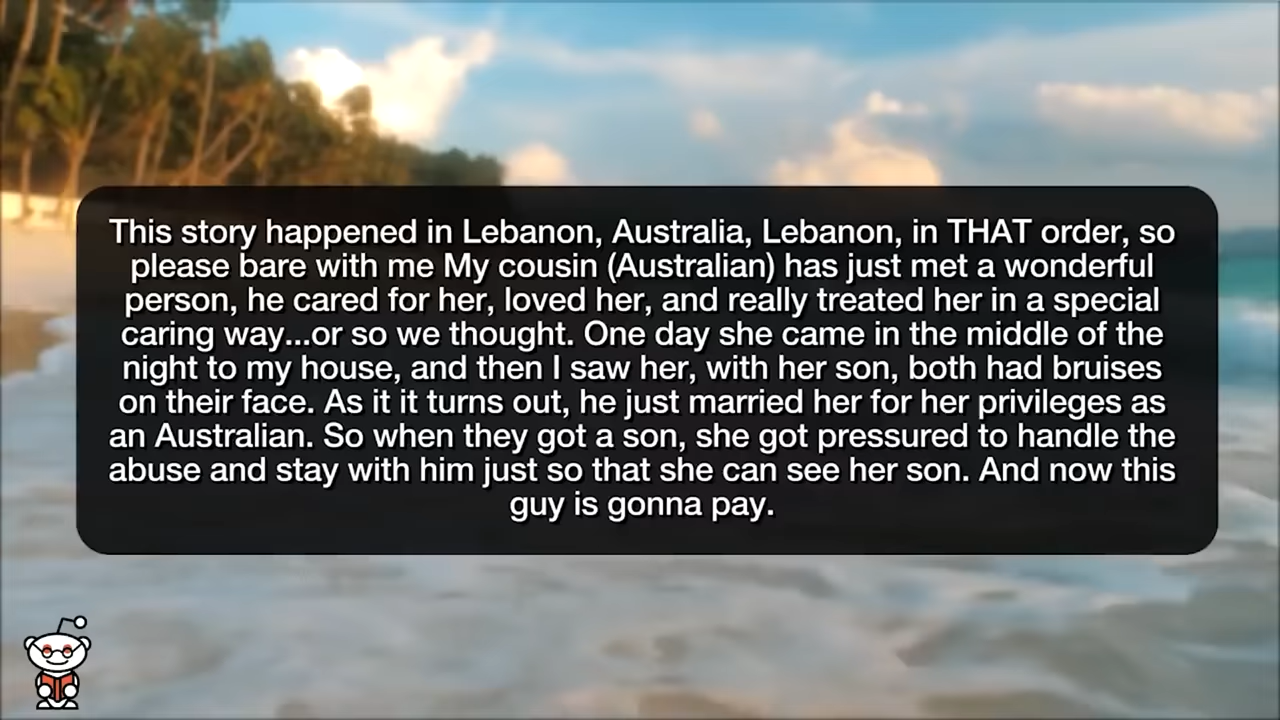 This story happened in Lebanon, Australia, Lebanon, in THAT order, so
please bare with me My cousin (Australian) has just met a wonderful
person, he cared for her, loved her, and really treated her in a special
caring way...or so we thought. One day she came in the middle of the
night to my house, and then I saw her, with her son, both had bruises
on their face. As it it turns out, he just married her for her privileges as
an Australian. So when they got a son, she got pressured to handle the
abuse and stay with him just so that she can see her son. And now this
guy is gonna pay.